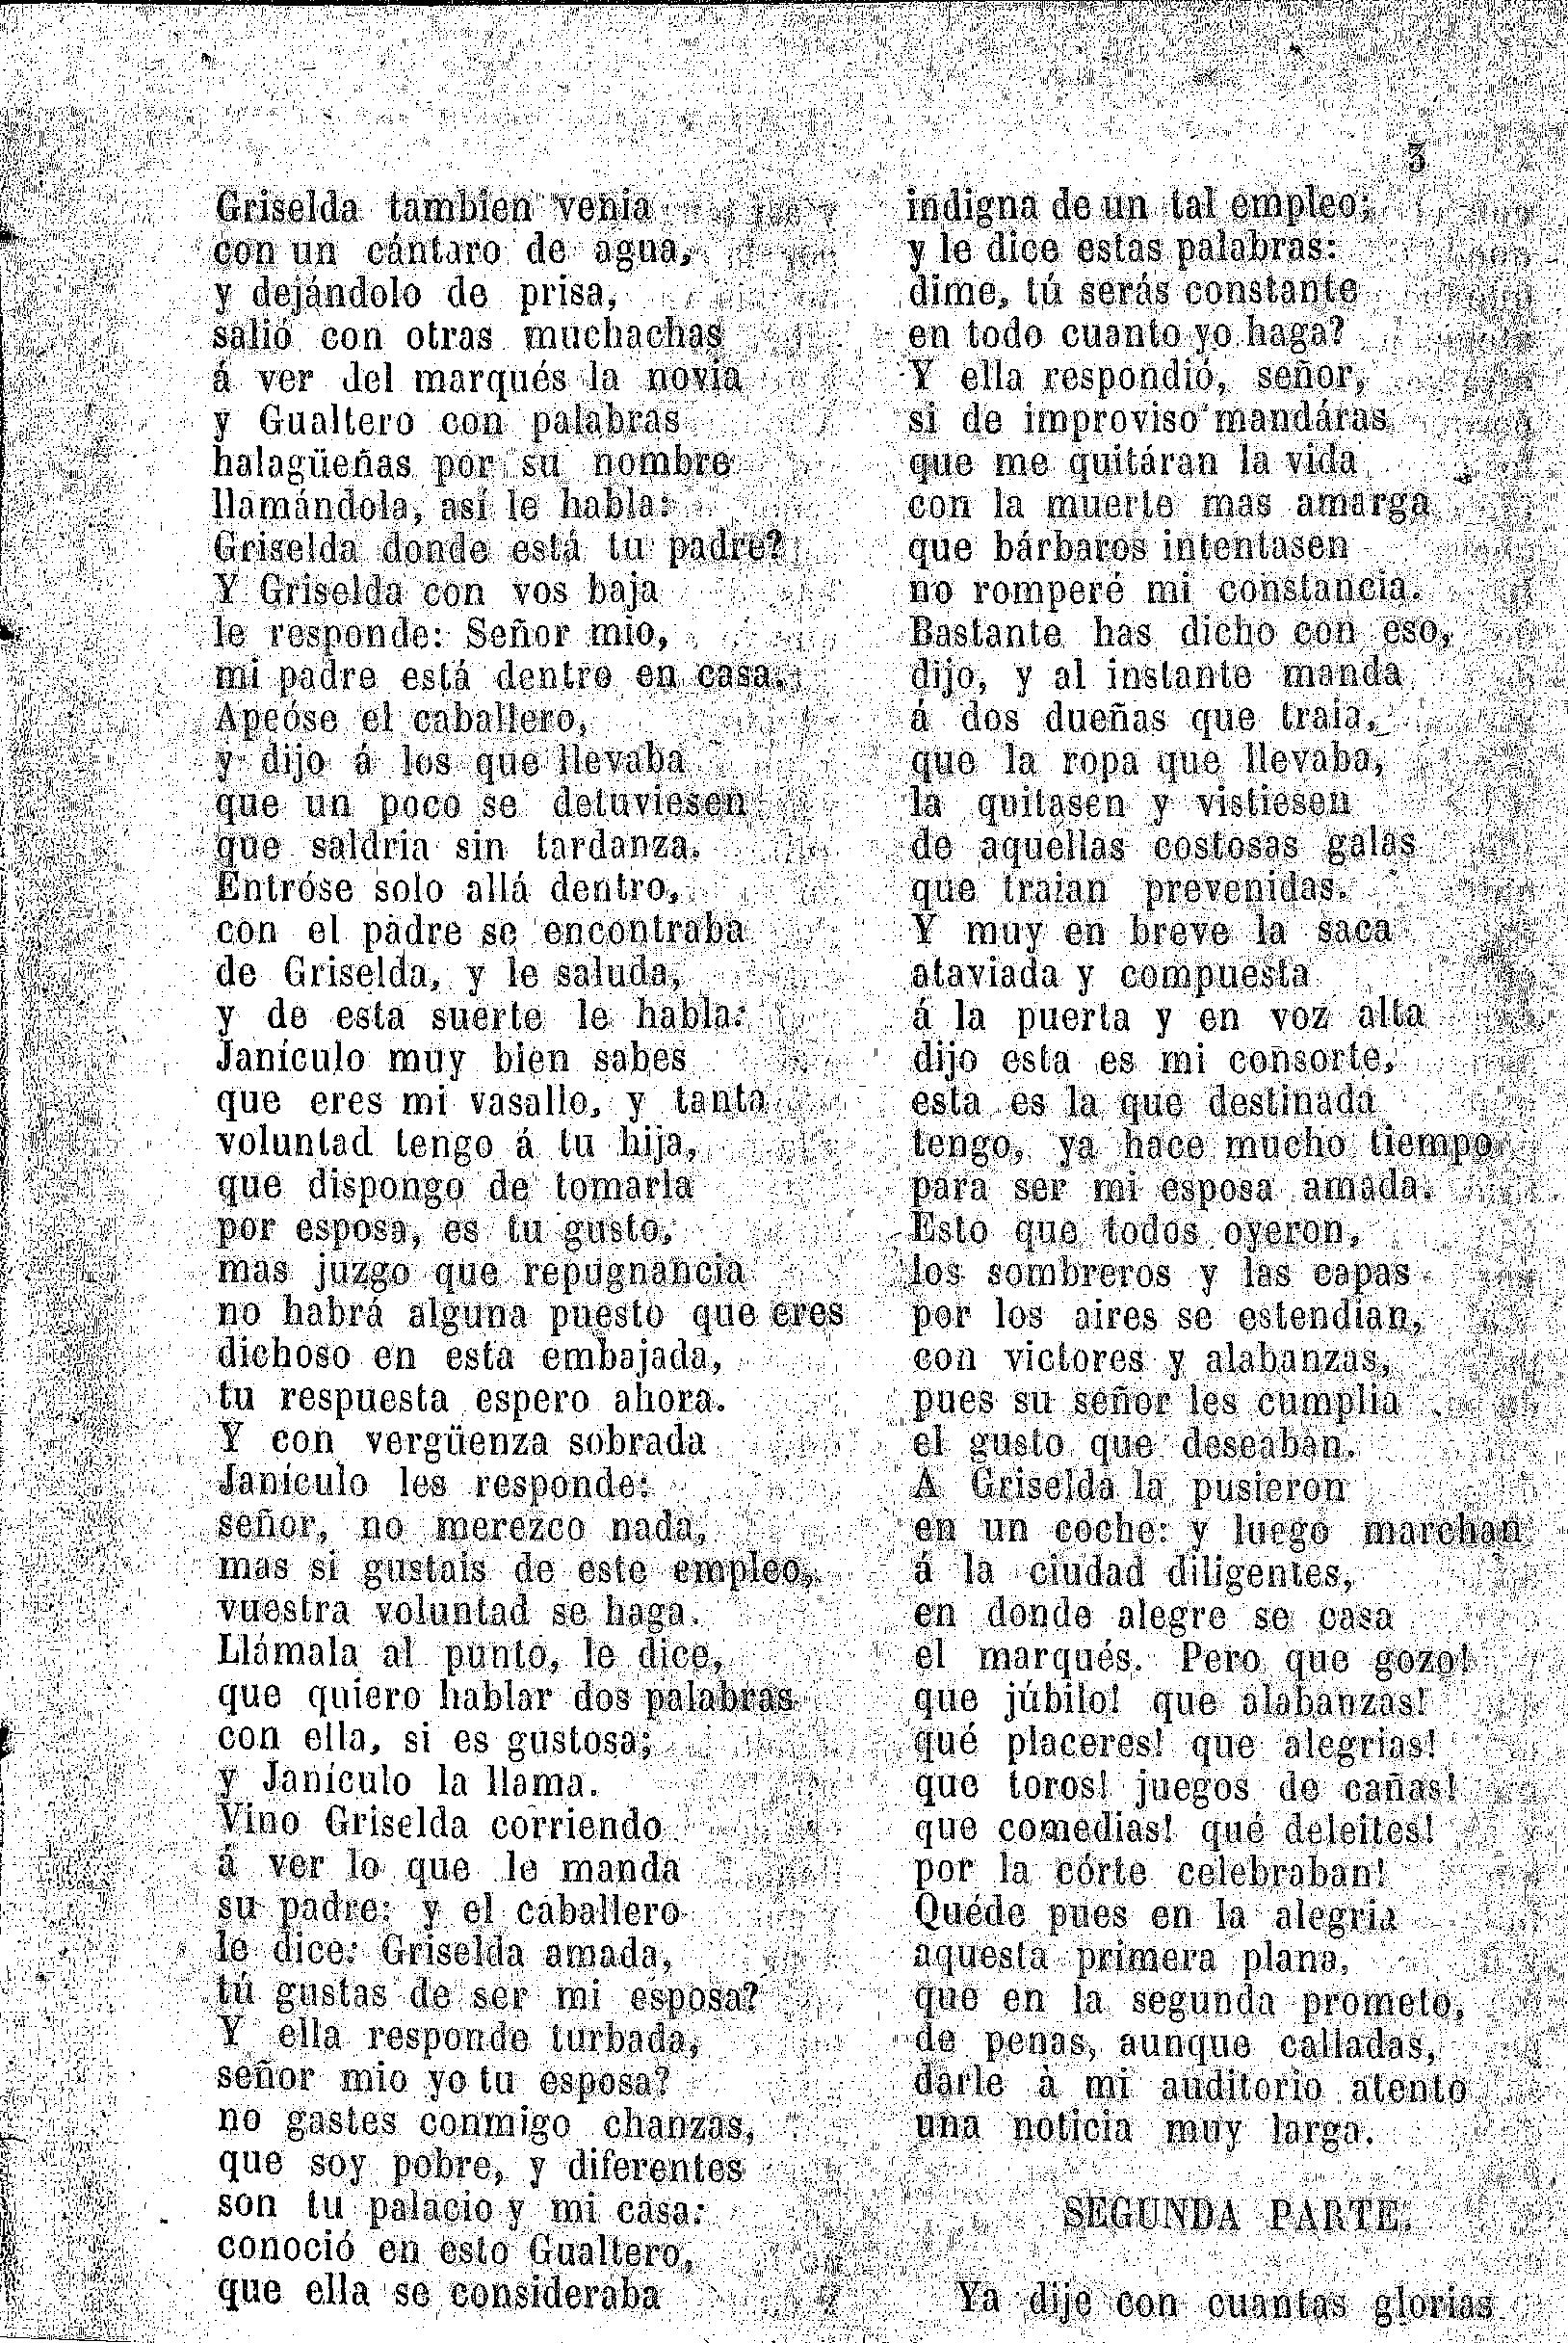 3
Griselda tambien venia
con un cántaro de agua,
y dejándolo de prisa,
salió con otras muchachas
á ver del marqués la novia
y Gualtero con palabras
halagüeñas por su nombre
llamándola, así le habla:
Griselda donde está tu padre?
Y Griselda con vos baja
le responde: Señor mio,
mi padre está dentro en casa.
Apeóse el caballero,
y dijo á los que llevaba
que un poco se detuviesen
que saldria sin tardanza.
Entróse solo allá dentro,
con el padre se encontraba
de Griselda, y le saluda,
y de esta suerte le habla:
Janículo muy bien sabes
que eres mi vasallo, y tanta
voluntad tengo á tu hija,
que dispongo de tomarla
por esposa, es tu gusto,
mas juzgo que repugnancia
no habrá alguna puesto que eres
dichoso en esta embajada,
tu respuesta espero ahora.
Y con vergüenza sobrada
Janículo les responde:
señor, no merezco nada,
mas si gustais de este empleo,
vuestra voluntad se haga.
Llámala al punto, le dice,
que quiero hablar dos palabras
con ella, si es gustosa;
y Janículo la llama.
Vino Griselda corriendo
á ver lo que le manda
su padre: y el caballero
le dice: Griselda amada,
tú gustas de ser mi esposa?
Y ella responde turbada,
señor mio yo tu esposa?
no gastes conmigo chanzas,
que soy pobre, y diferentes
son tu palacio y mi casa:
conoció en esto Gualtero,
que ella se consideraba
indigna de un tal empleo;
y le dice estas palabras:
dime, tú serás constante
en todo cuanto yo haga?
Y ella respondió, señor,
si de improviso mandáras
que me quitáran la vida
con la muerte mas amarga
que bárbaros intentasen
no romperé mi constancia.
Bastante has dicho con eso,
dijo, y al instante manda
á dos dueñas que traia,
que la ropa que llevaba,
la quitasen y vistiesen
de aquellas costosas galas
que traian prevenidas.
Y muy en breve la saca
ataviada y compuesta
á la puerta y en voz alta
dijo esta es mi consorte,
esta es la que destinada
tengo, ya hace mucho tiempo
para ser mi esposa amada.
Esto que todos oyeron,
los sombreros y las capas
por los aires se estendian,
con victores y alabanzas,
pues su señor les cumplia
el gusto que deseaban.
A Griselda la pusieron
en un coche: y luego marchan
á la ciudad diligentes,
en donde alegre se casa
el marqués. Pero que gozo!
que júbilo! que alabanzas!
qué placeres! que alegrias!
que toros! juegos de cañas!
que comedias! qué deleites!
por la córte celebraban!
Quéde pues en la alegria
aquesta primera plana,
que en la segunda prometo,
de penas, aunque calladas,
darle à mi auditorio atento
una noticia muy larga.
SEGUNDA PARTE.
Ya dije con cuantas glorias